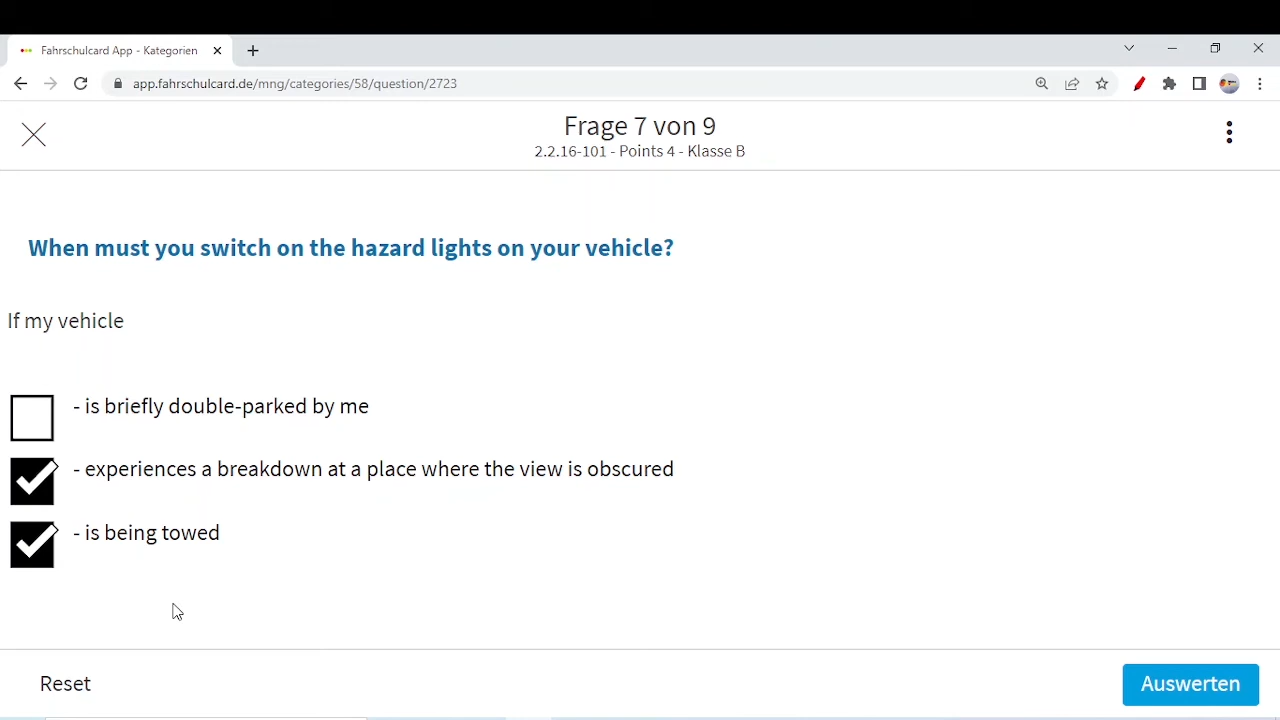 Fahrschulcard App - Kategorien
app.fahrschulcard.de/mng/categories/58/question/2723
Frage 7 von 9
2.2.16-101 - Points 4 - Klasse B
When must you switch on the hazard lights on your vehicle?
If my vehicle
- is briefly double-parked by me
- experiences a breakdown at a place where the view is obscured
- is being towed
Reset
Auswerten